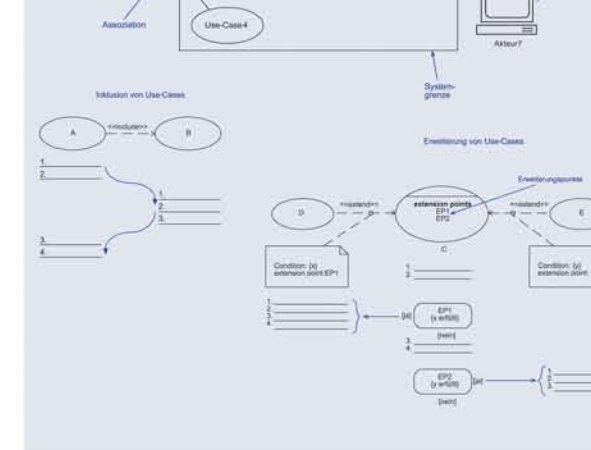 Assoziation
Use-Case4
Akteur7
System-
grenze
Inklusion von Use-Cases
A
<<include>>
B
1.
2.
1.
2.
3.
3.
4.
Erweiterung von Use-Cases
Erweiterungspunkte
D
<<extend>>
extension points
EP1
EP2
<<extend>>
E
C
Condition: {x}
extension point:EP1
Condition: {y}
extension point:
1.
2.
1.
2.
3.
4.
[ja]
EP1
{x erfüllt}
[nein]
3.
4.
EP2
{y erfüllt}
[ja]
1.
2.
3.
[nein]